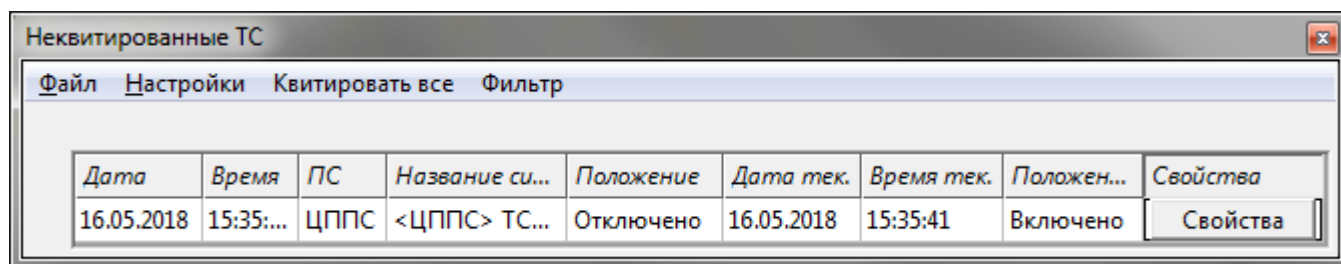 Неквитированные ТС
Файл Настройки Квитировать все Фильтр
Дата Время ПС Название си... Положение Дата тек. Время тек. Положен... Свойства
16.05.2018 15:35:... ЦППС <ЦППС> ТС... Отключено 16.05.2018 15:35:41 Включено Свойства